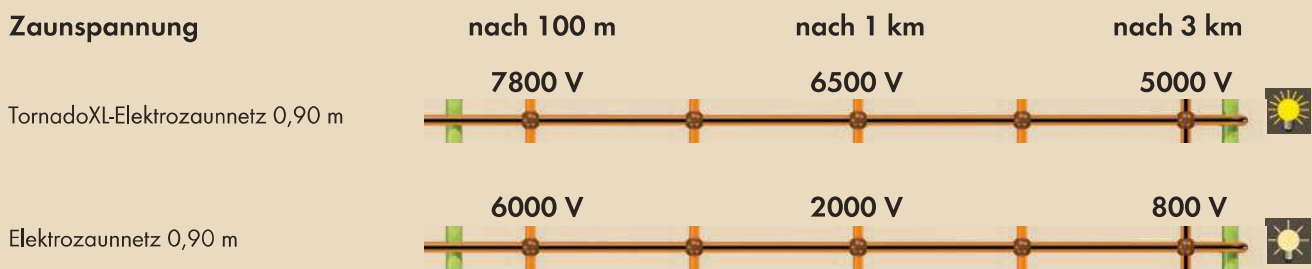 Zaunspannung nach 100 m nach 1 km nach 3 km
7800 V 6500 V 5000 V
TornadoXL-Elektrozaunnetz 0,90 m
6000 V 2000 V 800 V
Elektrozaunnetz 0,90 m